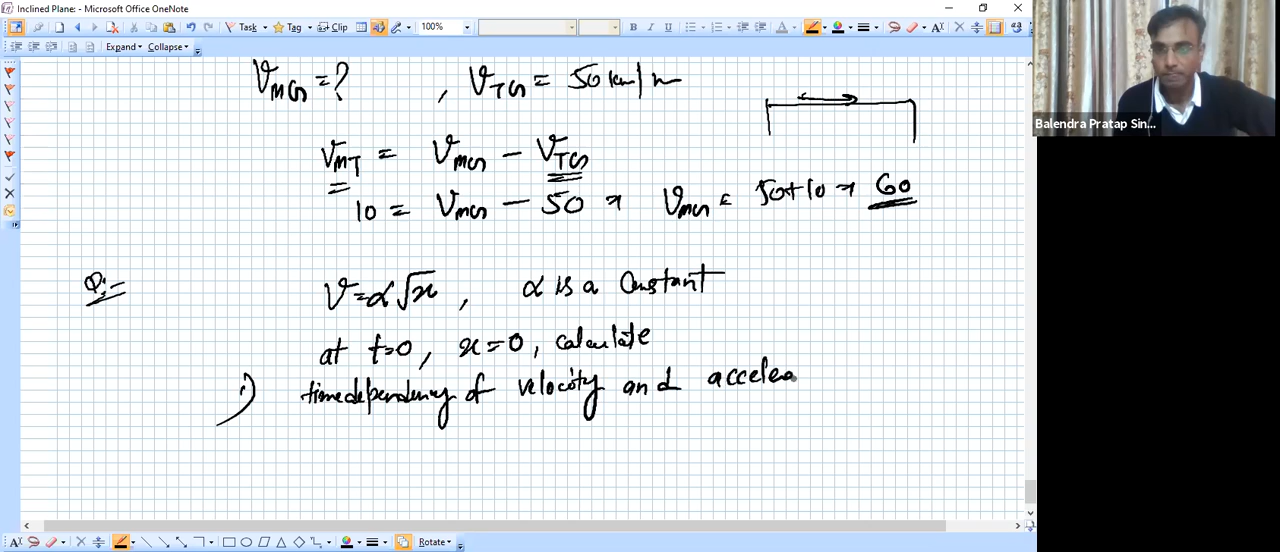 Inclined Plane: - Microsoft Office OneNote
Task Tag Clip 100% B I U
Expand Collapse
V_MG = ? , V_TG = 50 km/h
V_MT = V_MG - V_TG
10 = V_MG - 50 V_MG = 50+10 = 60
Q:- V=α√x , α is a Constant
at t=0, x=0, calculate
i) time dependency of velocity and accelera
Balendra Pratap Sin...
Rotate